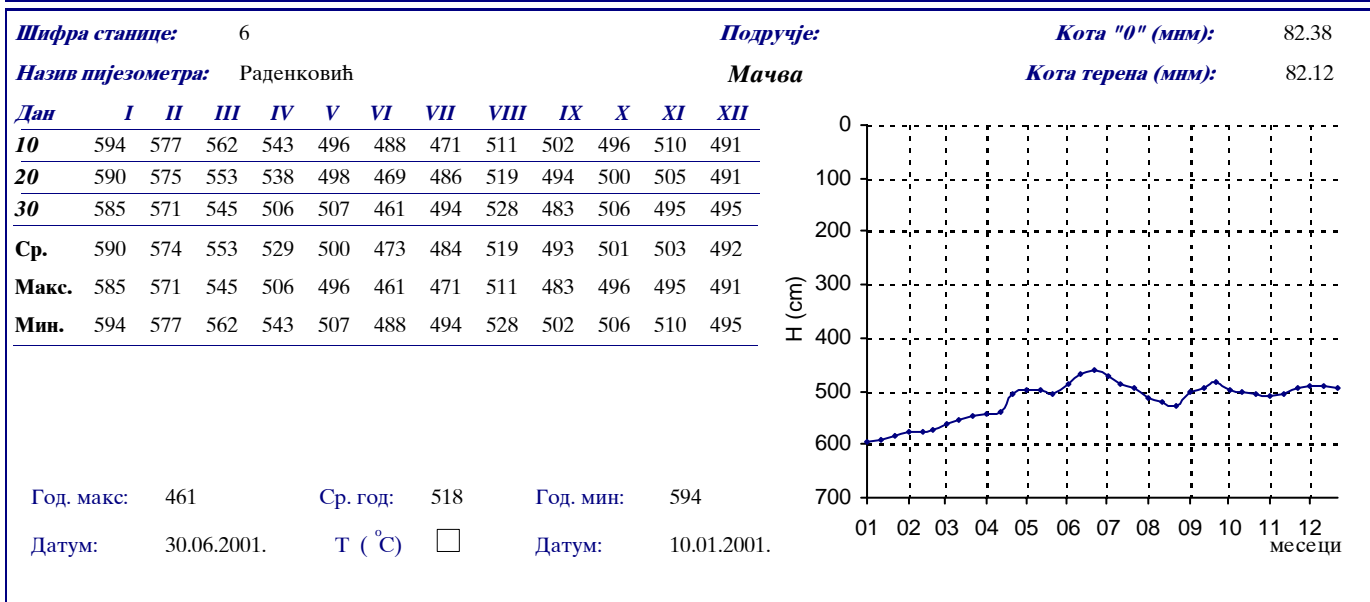 Шифра станице: 6 Подручје: Кота "0" (мнм): 82.38
Назив пијезометра: Раденковић Мачва Кота терена (мнм): 82.12
Дан I II III IV V VI VII VIII IX X XI XII
10 594 577 562 543 496 488 471 511 502 496 510 491
20 590 575 553 538 498 469 486 519 494 500 505 491
30 585 571 545 506 507 461 494 528 483 506 495 495
Ср. 590 574 553 529 500 473 484 519 493 501 503 492
Макс. 585 571 545 506 496 461 471 511 483 496 495 491
Мин. 594 577 562 543 507 488 494 528 502 506 510 495
Год. макс: 461 Ср. год: 518 Год. мин: 594
Датум: 30.06.2001. Т ( °C) Датум: 10.01.2001.
H (cm)
0
100
200
300
400
500
600
700
01 02 03 04 05 06 07 08 09 10 11 12
месеци